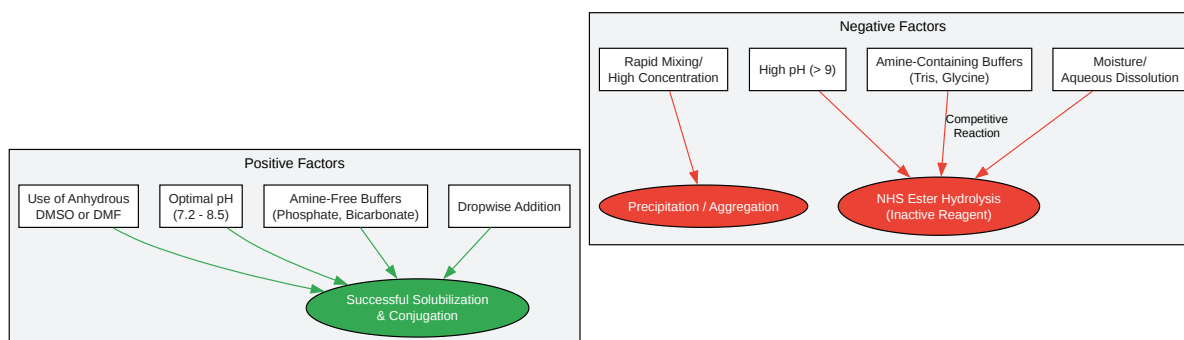 Negative Factors
Rapid Mixing/
High Concentration
High pH (> 9)
Amine-Containing Buffers
(Tris, Glycine)
Moisture/
Aqueous Dissolution
Competitive
Reaction
Precipitation / Aggregation
NHS Ester Hydrolysis
(Inactive Reagent)
Positive Factors
Use of Anhydrous
DMSO or DMF
Optimal pH
(7.2 - 8.5)
Amine-Free Buffers
(Phosphate, Bicarbonate)
Dropwise Addition
Successful Solubilization
& Conjugation